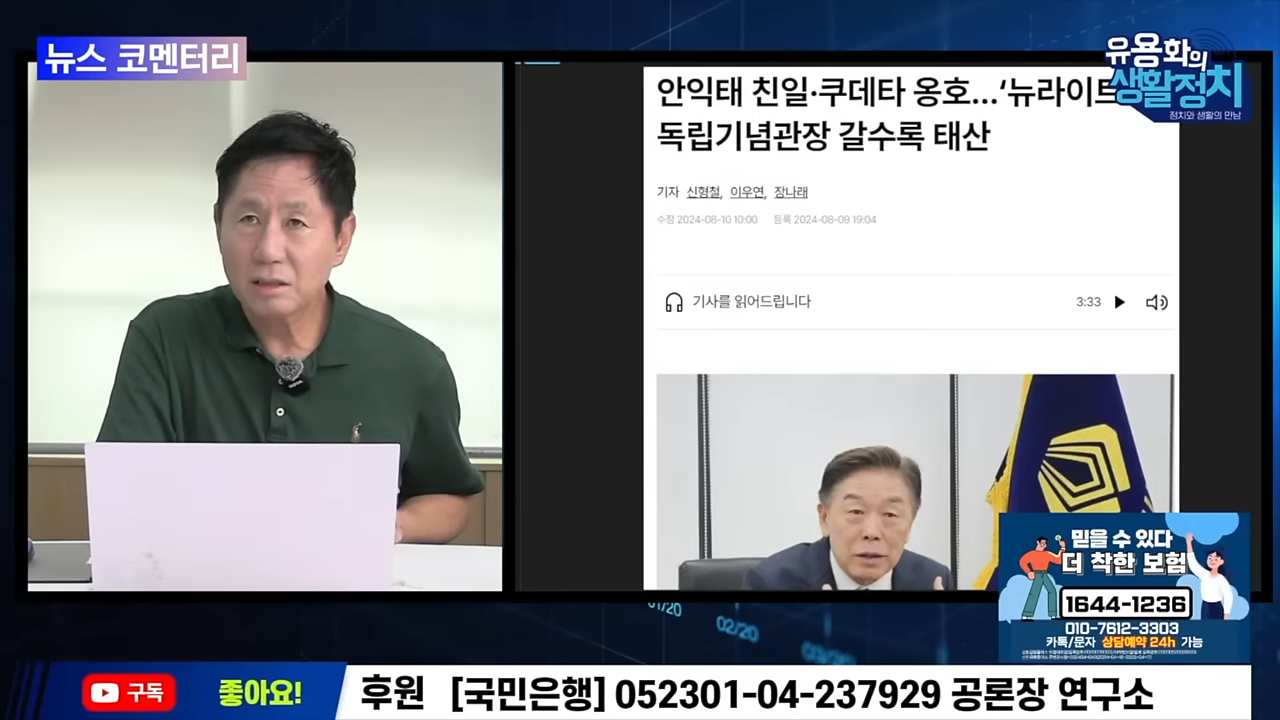 뉴스 코멘터리
유용화의
생활정치
정치와 생활의 만남
안익태 친일·쿠데타 옹호...‘뉴라이트
독립기념관장 갈수록 태산
기자 신형철, 이우연, 장나래
수정 2024-08-10 10:00 등록 2024-08-09 19:04
기사를 읽어드립니다
3:33
믿을 수 있다
더 착한 보험
1644-1236
010-7612-3303
카톡/문자 상담예약 24h 가능
01/20
02/20
구독
좋아요!
후원 [국민은행] 052301-04-237929 공론장 연구소